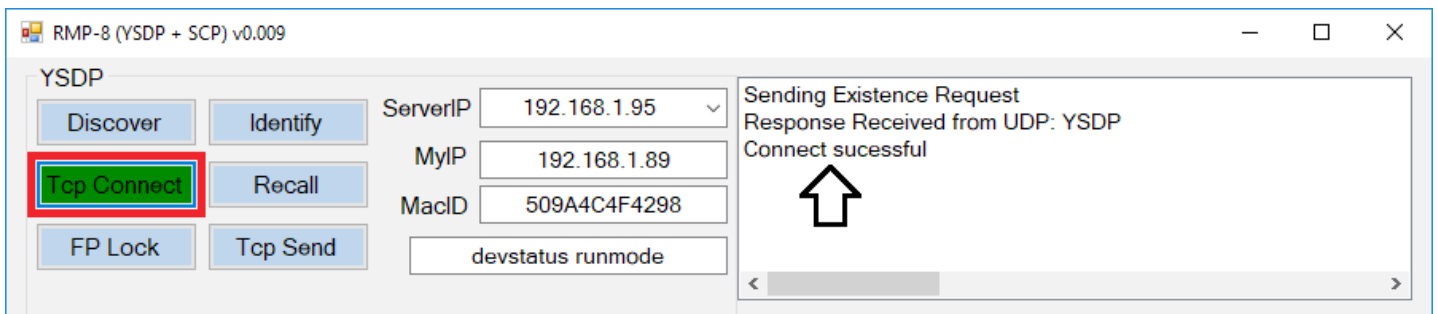 RMP-8 (YSDP + SCP) v0.009
YSDP
Discover
Identify
Tcp Connect
Recall
FP Lock
Tcp Send
ServerIP
192.168.1.95
MyIP
192.168.1.89
MacID
509A4C4F4298
devstatus runmode
Sending Existence Request
Response Received from UDP: YSDP
Connect sucessful